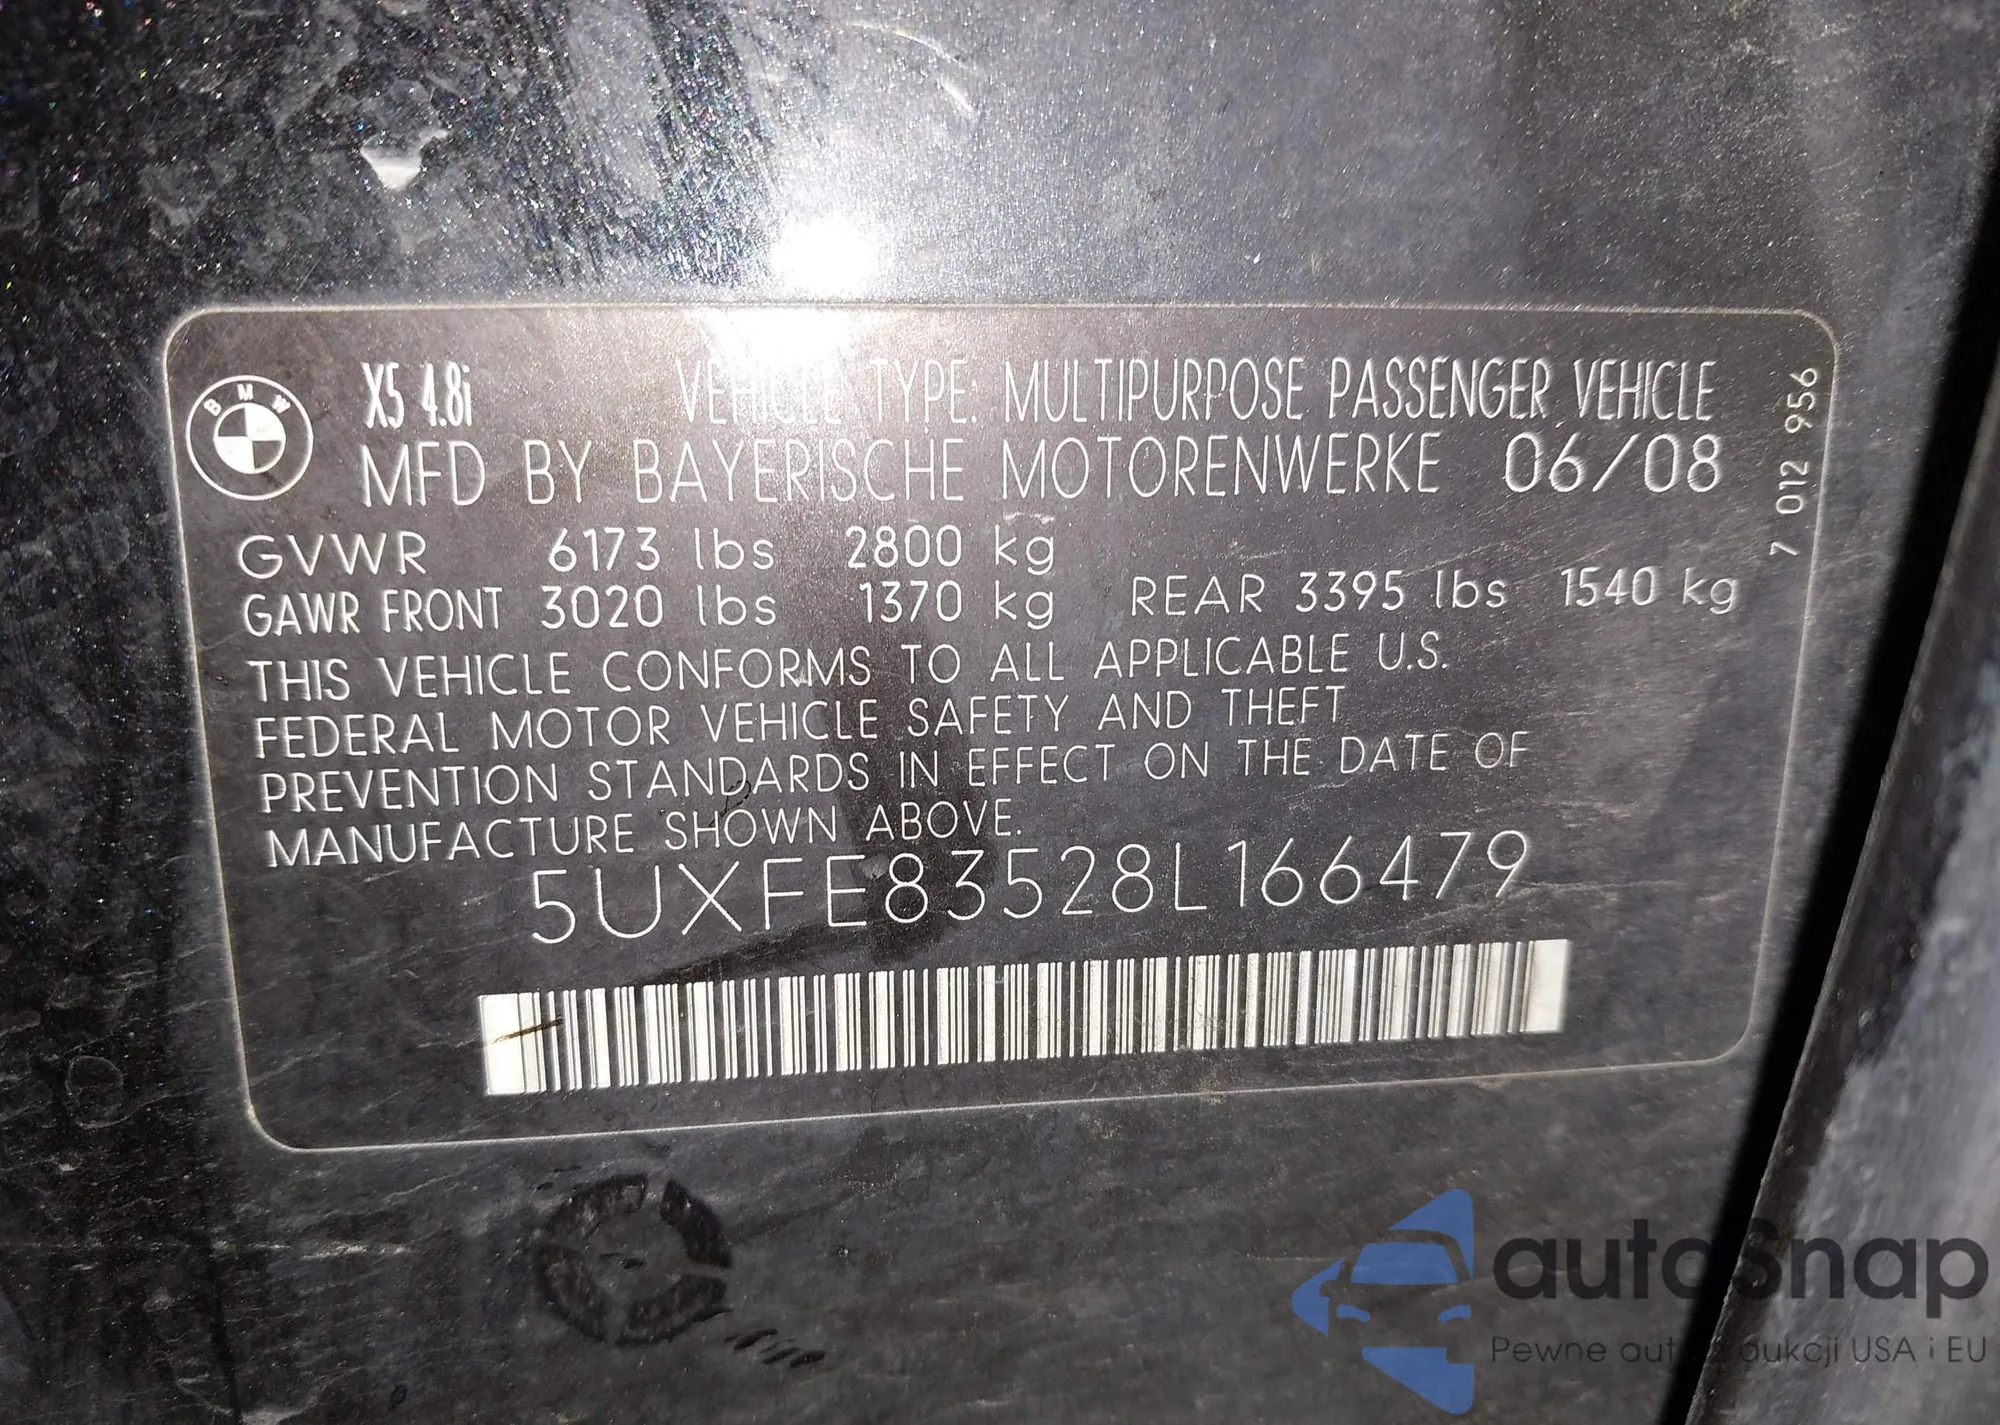 BMW
X5 4.8i VEHICLE TYPE: MULTIPURPOSE PASSENGER VEHICLE
MFD BY BAYERISCHE MOTORENWERKE 06/08
GVWR 6173 lbs 2800 kg
GAWR FRONT 3020 lbs 1370 kg REAR 3395 lbs 1540 kg
THIS VEHICLE CONFORMS TO ALL APPLICABLE U.S.
FEDERAL MOTOR VEHICLE SAFETY AND THEFT
PREVENTION STANDARDS IN EFFECT ON THE DATE OF
MANUFACTURE SHOWN ABOVE.
5UXFE83528L166479
7 012 956
autoSnap
Pewne auta z aukcji USA i EU